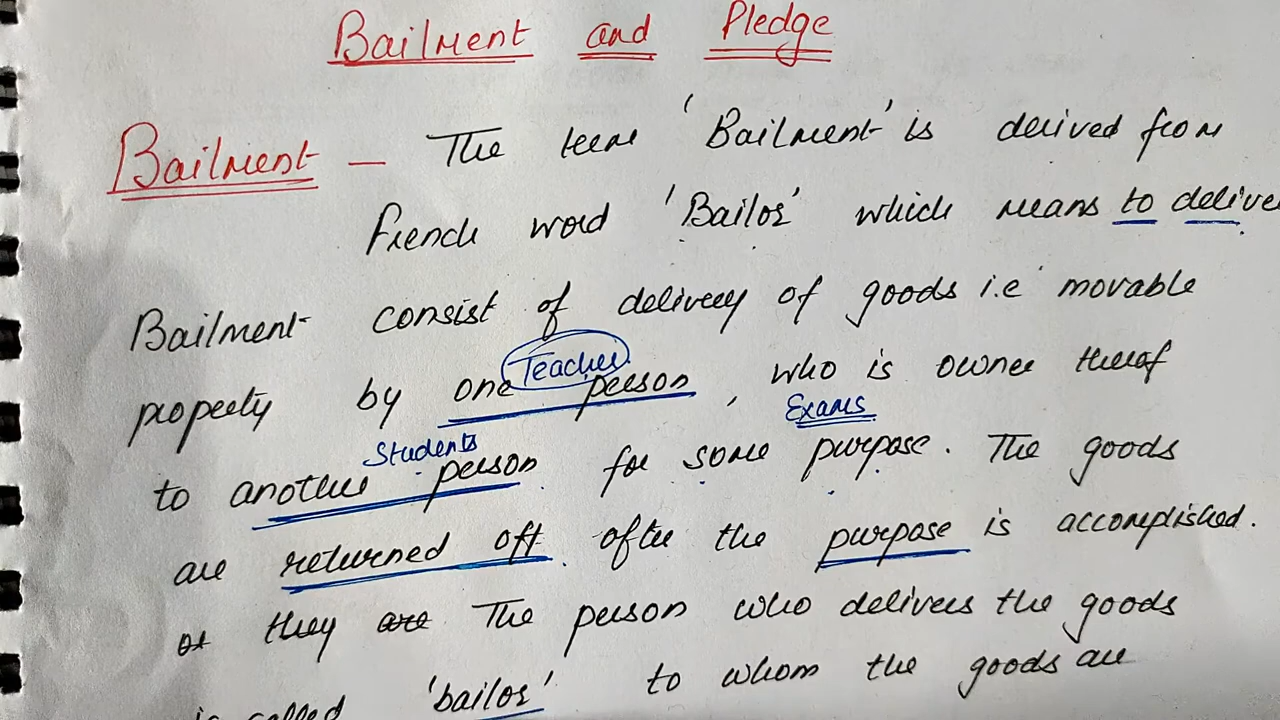 Bailment and Pledge
Bailment — The term 'Bailment' is derived from
French word 'Bailor' which means to deliver
Bailment consist of delivery of goods i.e movable
Teacher
property by one person, who is owner thereof
Exams
Students
to another person for some purpose. The goods
are returned off after the purpose is accomplished.
or they are The person who delivers the goods
is called 'bailor' to whom the goods are